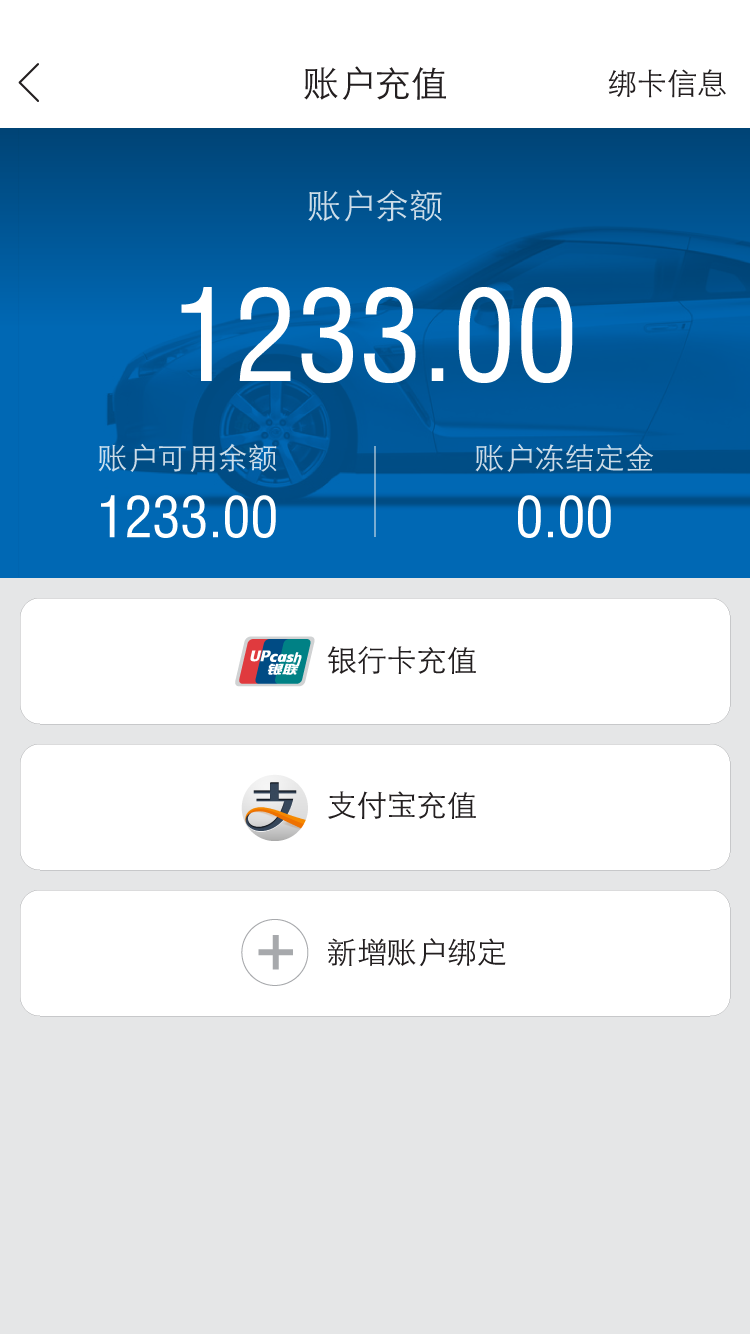 账户充值
绑卡信息
账户余额
1233.00
账户可用余额
1233.00
账户冻结定金
0.00
UPcash
银联
银行卡充值
支
支付宝充值
新增账户绑定